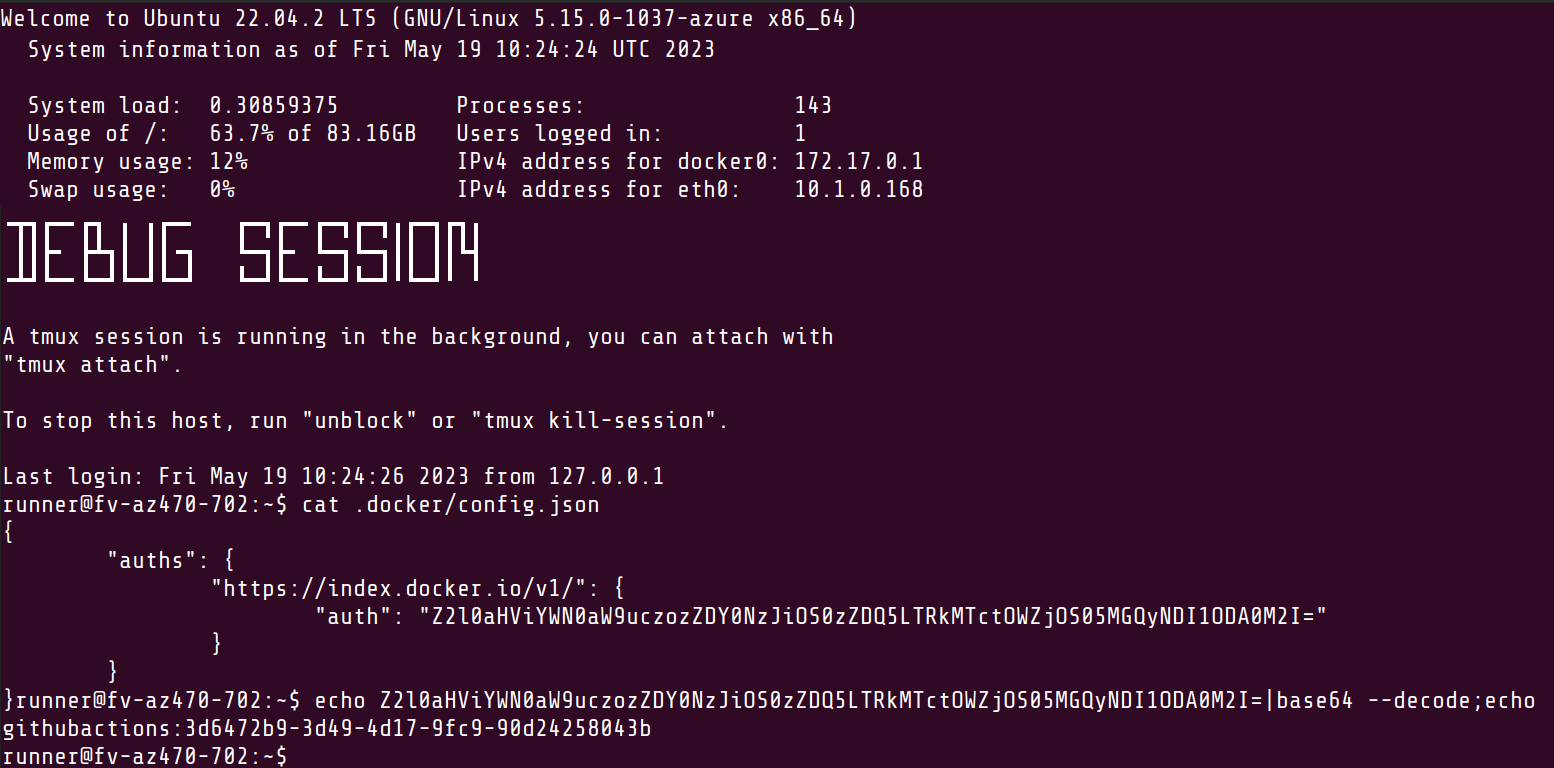 Welcome to Ubuntu 22.04.2 LTS (GNU/Linux 5.15.0-1037-azure x86_64)
System information as of Fri May 19 10:24:24 UTC 2023
System load: 0.30859375 Processes: 143
Usage of /: 63.7% of 83.16GB Users logged in: 1
Memory usage: 12% IPv4 address for docker0: 172.17.0.1
Swap usage: 0% IPv4 address for eth0: 10.1.0.168
DEBUG SESSION
A tmux session is running in the background, you can attach with
"tmux attach".
To stop this host, run "unblock" or "tmux kill-session".
Last login: Fri May 19 10:24:26 2023 from 127.0.0.1
runner@fv-az470-702:~$ cat .docker/config.json
{
"auths": {
"https://index.docker.io/v1/": {
"auth": "Z2l0aHViYWN0aW9uczozZDY0NzJiOS0zZDQ5LTRkMTctOWZjOS05MGQyNDI1ODA0M2I="
}
}
}runner@fv-az470-702:~$ echo Z2l0aHViYWN0aW9uczozZDY0NzJiOS0zZDQ5LTRkMTctOWZjOS05MGQyNDI1ODA0M2I=|base64 --decode;echo
githubactions:3d6472b9-3d49-4d17-9fc9-90d24258043b
runner@fv-az470-702:~$